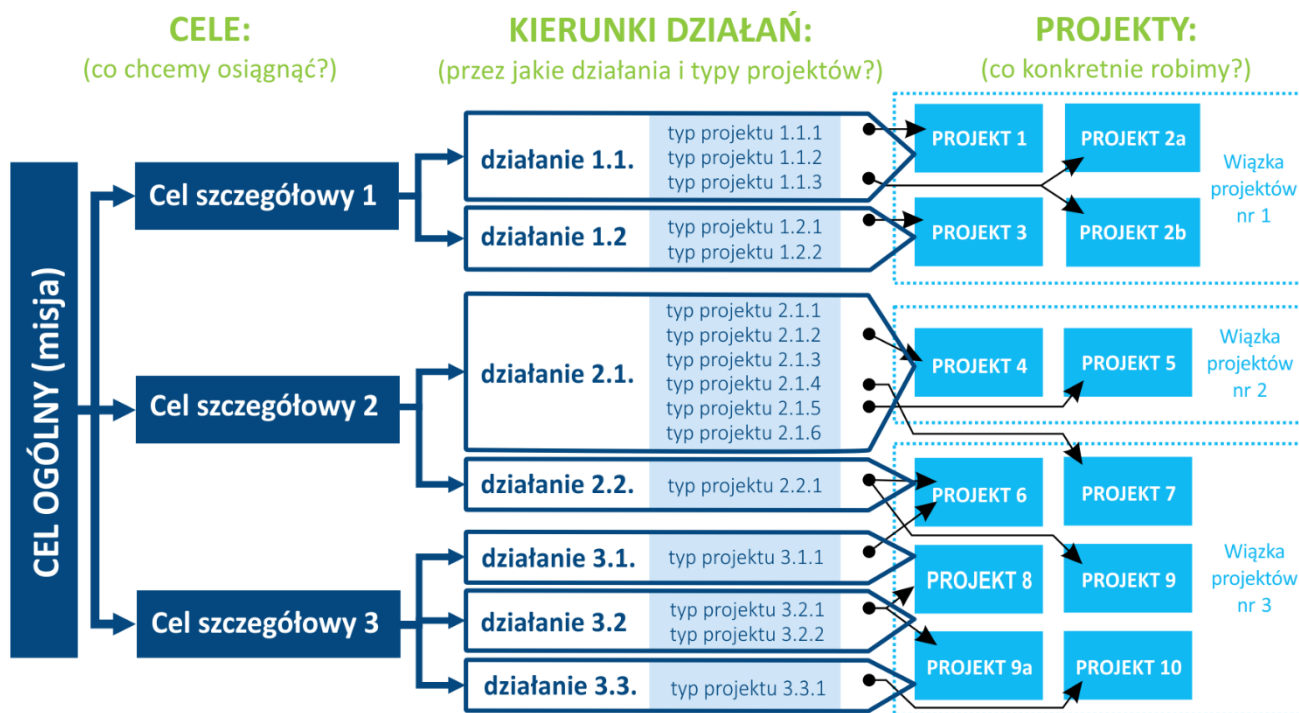 CELE:
(co chcemy osiągnąć?)
KIERUNKI DZIAŁAŃ:
(przez jakie działania i typy projektów?)
PROJEKTY:
(co konkretnie robimy?)
CEL OGÓLNY (misja)
Cel szczegółowy 1
działanie 1.1.
typ projektu 1.1.1
typ projektu 1.1.2
typ projektu 1.1.3
działanie 1.2
typ projektu 1.2.1
typ projektu 1.2.2
PROJEKT 1
PROJEKT 2a
PROJEKT 3
PROJEKT 2b
Wiązka
projektów
nr 1
Cel szczegółowy 2
działanie 2.1.
typ projektu 2.1.1
typ projektu 2.1.2
typ projektu 2.1.3
typ projektu 2.1.4
typ projektu 2.1.5
typ projektu 2.1.6
działanie 2.2.
typ projektu 2.2.1
PROJEKT 4
PROJEKT 5
Wiązka
projektów
nr 2
Cel szczegółowy 3
działanie 3.1.
typ projektu 3.1.1
działanie 3.2
typ projektu 3.2.1
typ projektu 3.2.2
działanie 3.3.
typ projektu 3.3.1
PROJEKT 6
PROJEKT 7
PROJEKT 8
PROJEKT 9
PROJEKT 9a
PROJEKT 10
Wiązka
projektów
nr 3